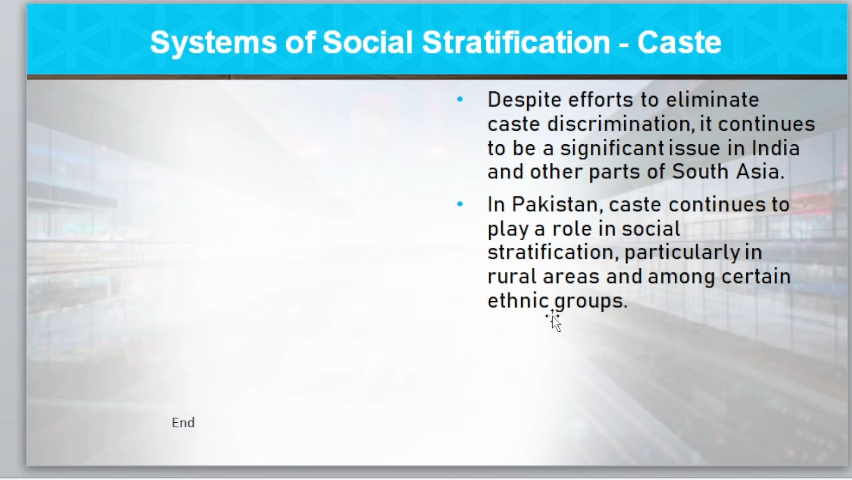 Systems of Social Stratification - Caste
• Despite efforts to eliminate
caste discrimination, it continues
to be a significant issue in India
and other parts of South Asia.
• In Pakistan, caste continues to
play a role in social
stratification, particularly in
rural areas and among certain
ethnic groups.
End